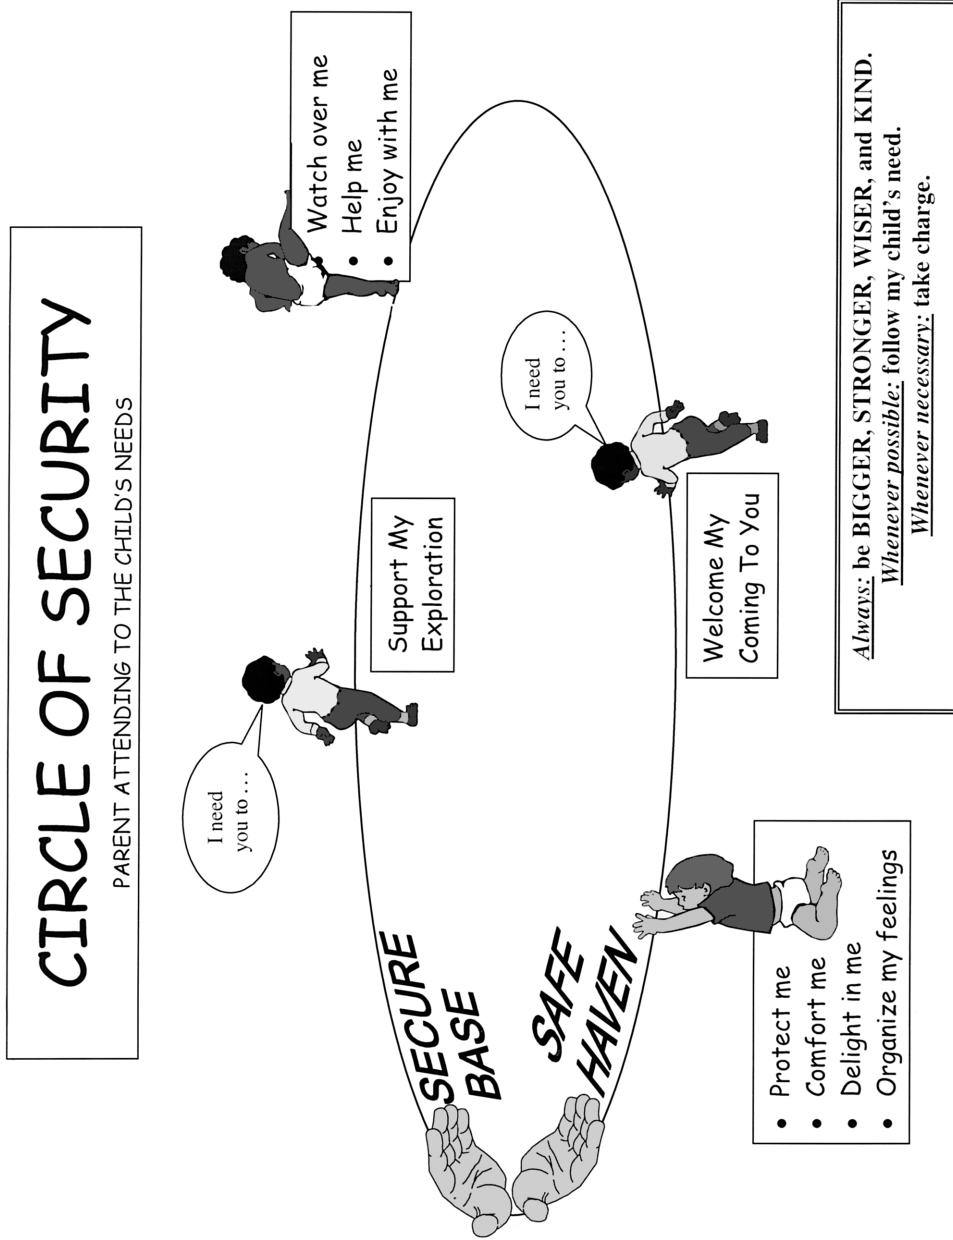 CIRCLE OF SECURITY
PARENT ATTENDING TO THE CHILD'S NEEDS
I need
you to . . .
Support My
Exploration
• Watch over me
• Help me
• Enjoy with me
SECURE
BASE
SAFE
HAVEN
I need
you to . . .
Welcome My
Coming To You
• Protect me
• Comfort me
• Delight in me
• Organize my feelings
Always: be BIGGER, STRONGER, WISER, and KIND.
Whenever possible: follow my child's need.
Whenever necessary: take charge.